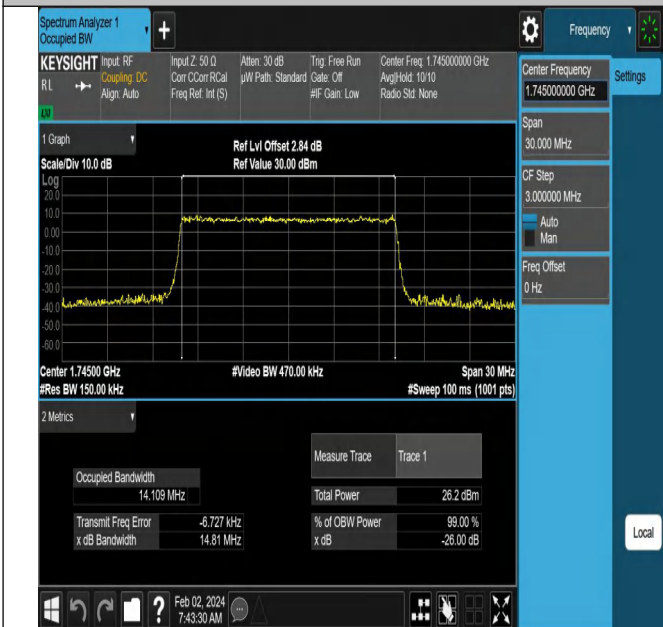 Spectrum Analyzer 1
Occupied BW
+
Frequency
KEYSIGHT
RL
Input: RF
Coupling: DC
Align: Auto
Input Z: 50 Ω
Corr CCorr RCal
Freq Ref: Int (S)
Atten: 30 dB
µW Path: Standard
Trig: Free Run
Gate: Off
#IF Gain: Low
Center Freq: 1.745000000 GHz
Avg|Hold: 10/10
Radio Std: None
LXI
Center Frequency
1.745000000 GHz
Settings
Span
30.000 MHz
CF Step
3.000000 MHz
Auto
Man
Freq Offset
0 Hz
1 Graph
Scale/Div 10.0 dB
Ref Lvl Offset 2.84 dB
Ref Value 30.00 dBm
Log
20.0
10.0
0.00
-10.0
-20.0
-30.0
-40.0
-50.0
-60.0
Center 1.74500 GHz
#Res BW 150.00 kHz
#Video BW 470.00 kHz
Span 30 MHz
#Sweep 100 ms (1001 pts)
2 Metrics
Occupied Bandwidth
14.109 MHz
Transmit Freq Error -6.727 kHz
x dB Bandwidth 14.81 MHz
Measure Trace Trace 1
Total Power 26.2 dBm
% of OBW Power 99.00 %
x dB -26.00 dB
Local
?
Feb 02, 2024
7:43:30 AM